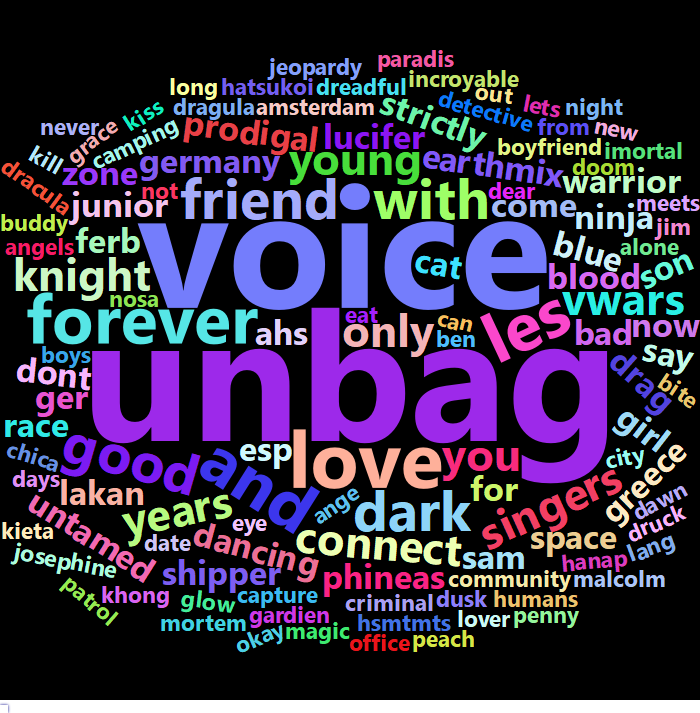 paradis
jeopardy
incroyable
long hatsukoi dreadful out
detective lets night
kiss dragula amsterdam strictly from new
never grace camping prodigal lucifer boyfriend imortal
kill zone germany young ear thmix doom warrior
dracula not friend with dear come meets
junior ninja jim
buddy voice
angels ferb cat blue alone
knight blood son
nosa forever eat can les vwars
ahs only ben bad now
boys unbag say
dont drag bite
ger
race love girl
chica good esp you city greece
days lakan and dark for singers dawn
untamed years ange druck
kieta eye connect space lang
date dancing sam hanap
josephine shipper phineas community malcolm
patrol khong glow capture criminal dusk humans
mortem gardien hsmtmts lover penny
okay magic office peach